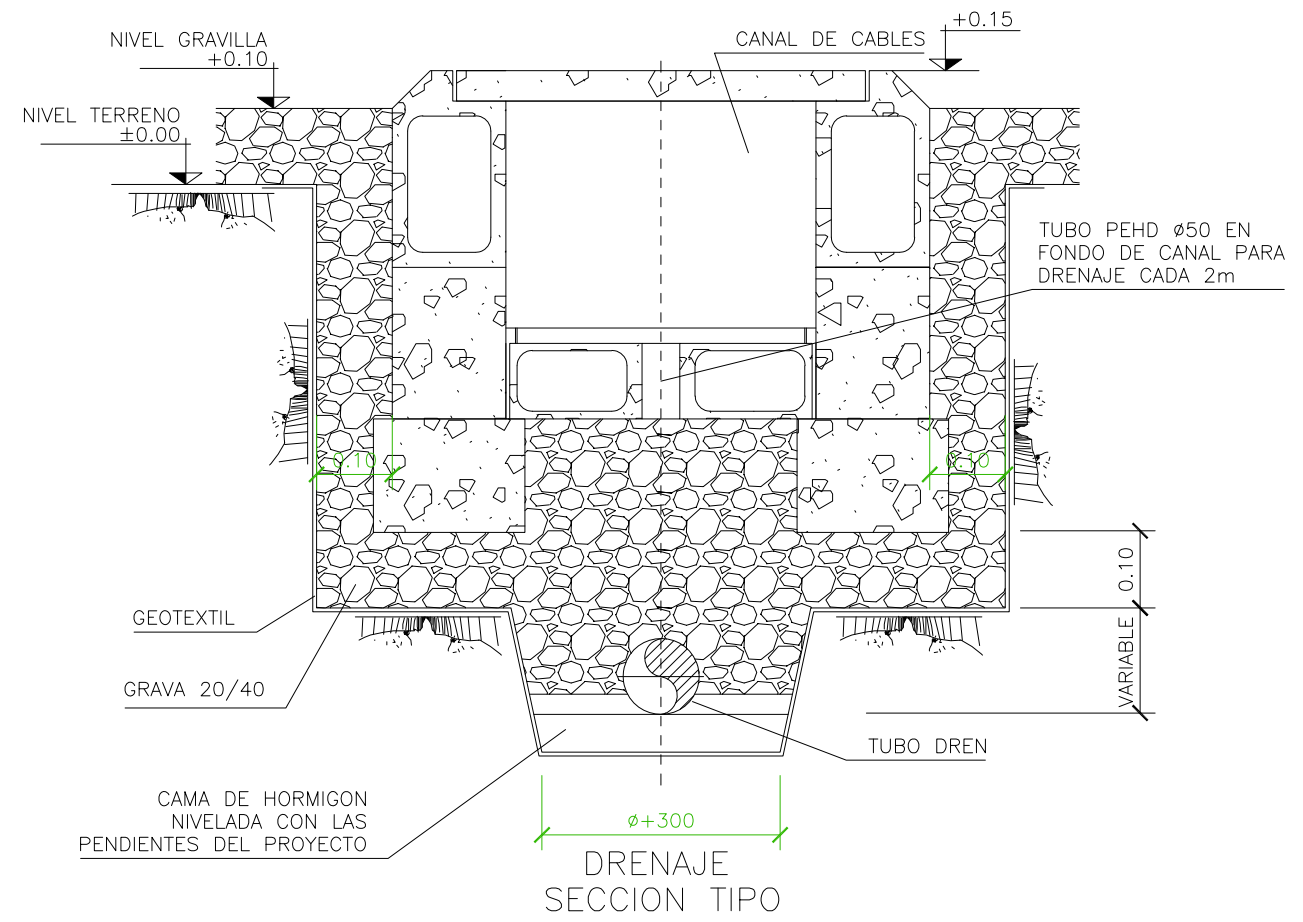 +0.15
NIVEL GRAVILLA
+0.10
CANAL DE CABLES
NIVEL TERRENO
±0.00
TUBO PEHD ø50 EN
FONDO DE CANAL PARA
DRENAJE CADA 2m
0.10
0.10
0.10
VARIABLE
GEOTEXTIL
GRAVA 20/40
TUBO DREN
CAMA DE HORMIGON
NIVELADA CON LAS
PENDIENTES DEL PROYECTO
ø+300
DRENAJE
SECCION TIPO